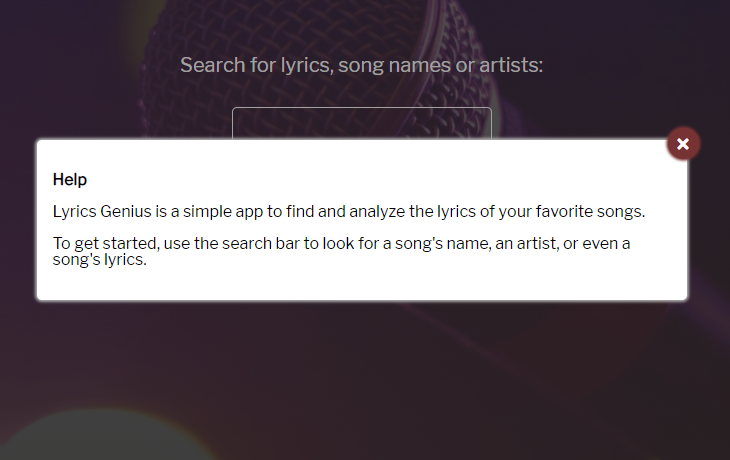 Search for lyrics, song names or artists:
Help
Lyrics Genius is a simple app to find and analyze the lyrics of your favorite songs.
To get started, use the search bar to look for a song's name, an artist, or even a
song's lyrics.